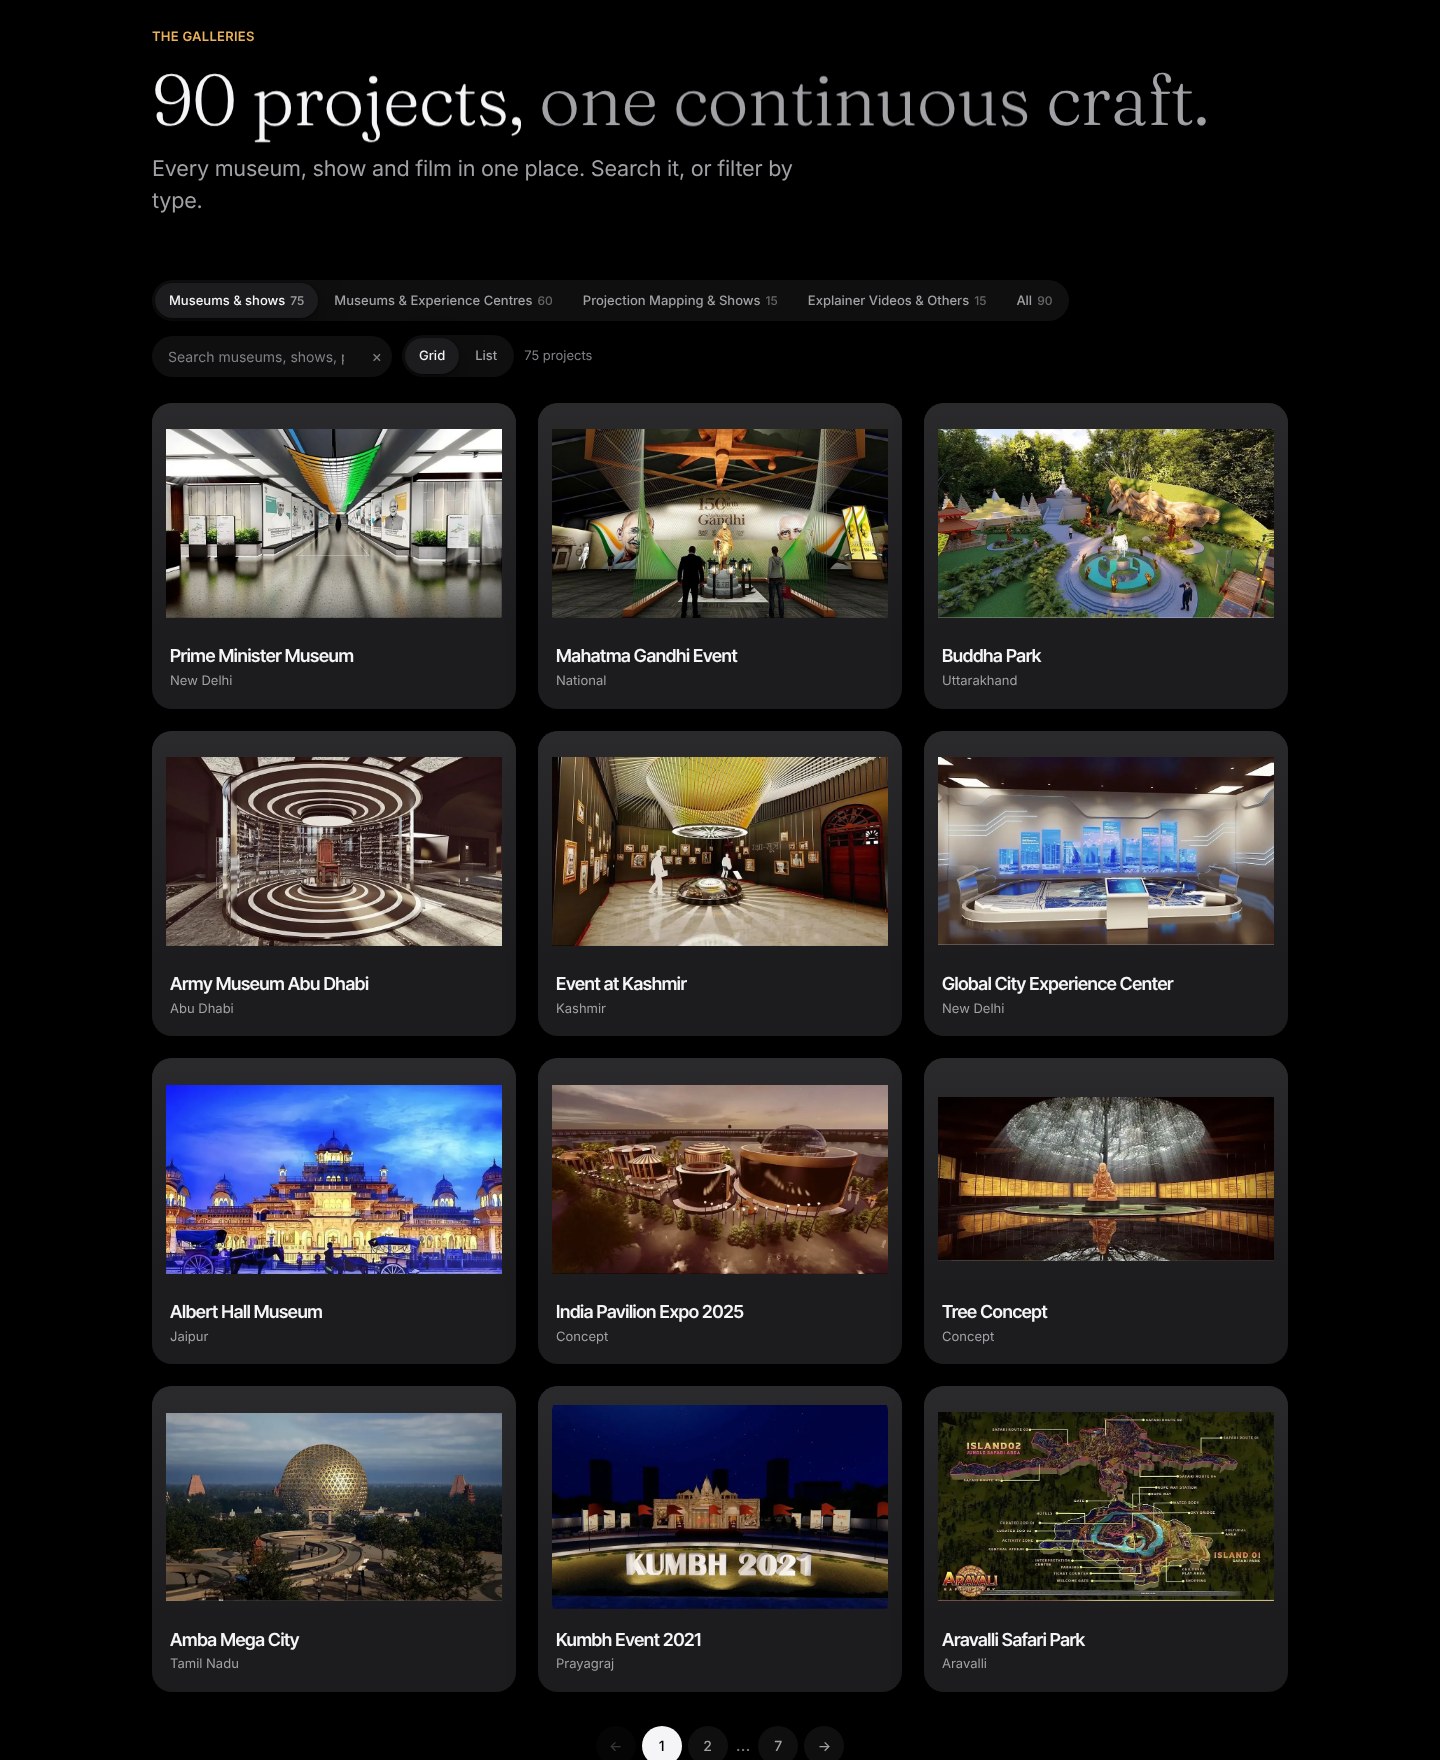 THE GALLERIES
90 projects, one continuous craft.
Every museum, show and film in one place. Search it, or filter by
type.
Museums & shows 75 Museums & Experience Centres 60 Projection Mapping & Shows 15 Explainer Videos & Others 15 All 90
Search museums, shows, × Grid List 75 projects
150
Gandhi
Prime Minister Museum Mahatma Gandhi Event Buddha Park
New Delhi National Uttarakhand
Army Museum Abu Dhabi Event at Kashmir Global City Experience Center
Abu Dhabi Kashmir New Delhi
Albert Hall Museum India Pavilion Expo 2025 Tree Concept
Jaipur Concept Concept
ISLAND02
JUNGLE SAFARI AREA
KUMBH 2021
ISLAND 01
SAFARI PARK
ARAVALI
Amba Mega City Kumbh Event 2021 Aravalli Safari Park
Tamil Nadu Prayagraj Aravalli
← 1 2 ... 7 →